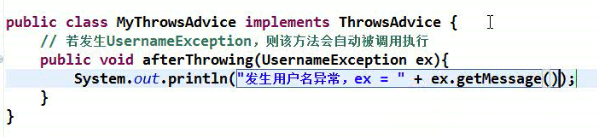 public class MyThrowsAdvice implements ThrowsAdvice {
// 若发生UsernameException，则该方法会自动被调用执行
public void afterThrowing(UsernameException ex){
System.out.println("发生用户名异常，ex = " + ex.getMessage());
}
}